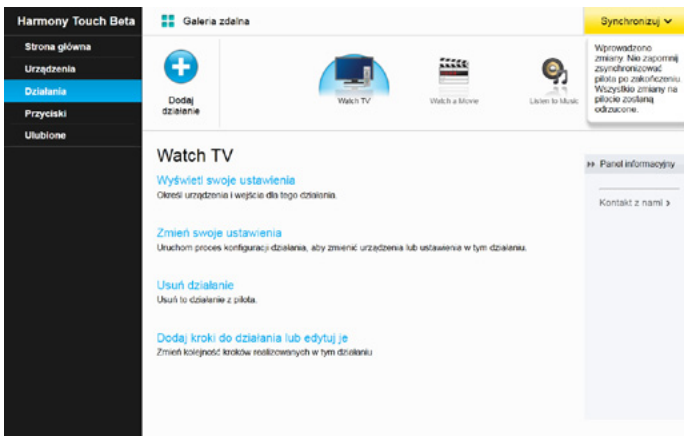 Harmony Touch Beta
Galeria zdalna
Synchronizuj
Strona główna
Urządzenia
Działania
Przyciski
Ulubione
Dodaj
działanie
Watch TV
Watch a Movie
Listen to Music
Wprowadzono
zmiany. Nie zapomnij
zsynchronizować
pilota po zakończeniu.
Wszystkie zmiany na
pilocie zostaną
odrzucone.
Watch TV
Wyświetl swoje ustawienia
Określ urządzenia i wejścia dla tego działania.
Zmień swoje ustawienia
Uruchom proces konfiguracji działania, aby zmienić urządzenia lub ustawienia w tym działaniu.
Usuń działanie
Usuń to działanie z pilota.
Dodaj kroki do działania lub edytuj je
Zmień kolejność kroków realizowanych w tym działaniu
Panel informacyjny
Kontakt z nami